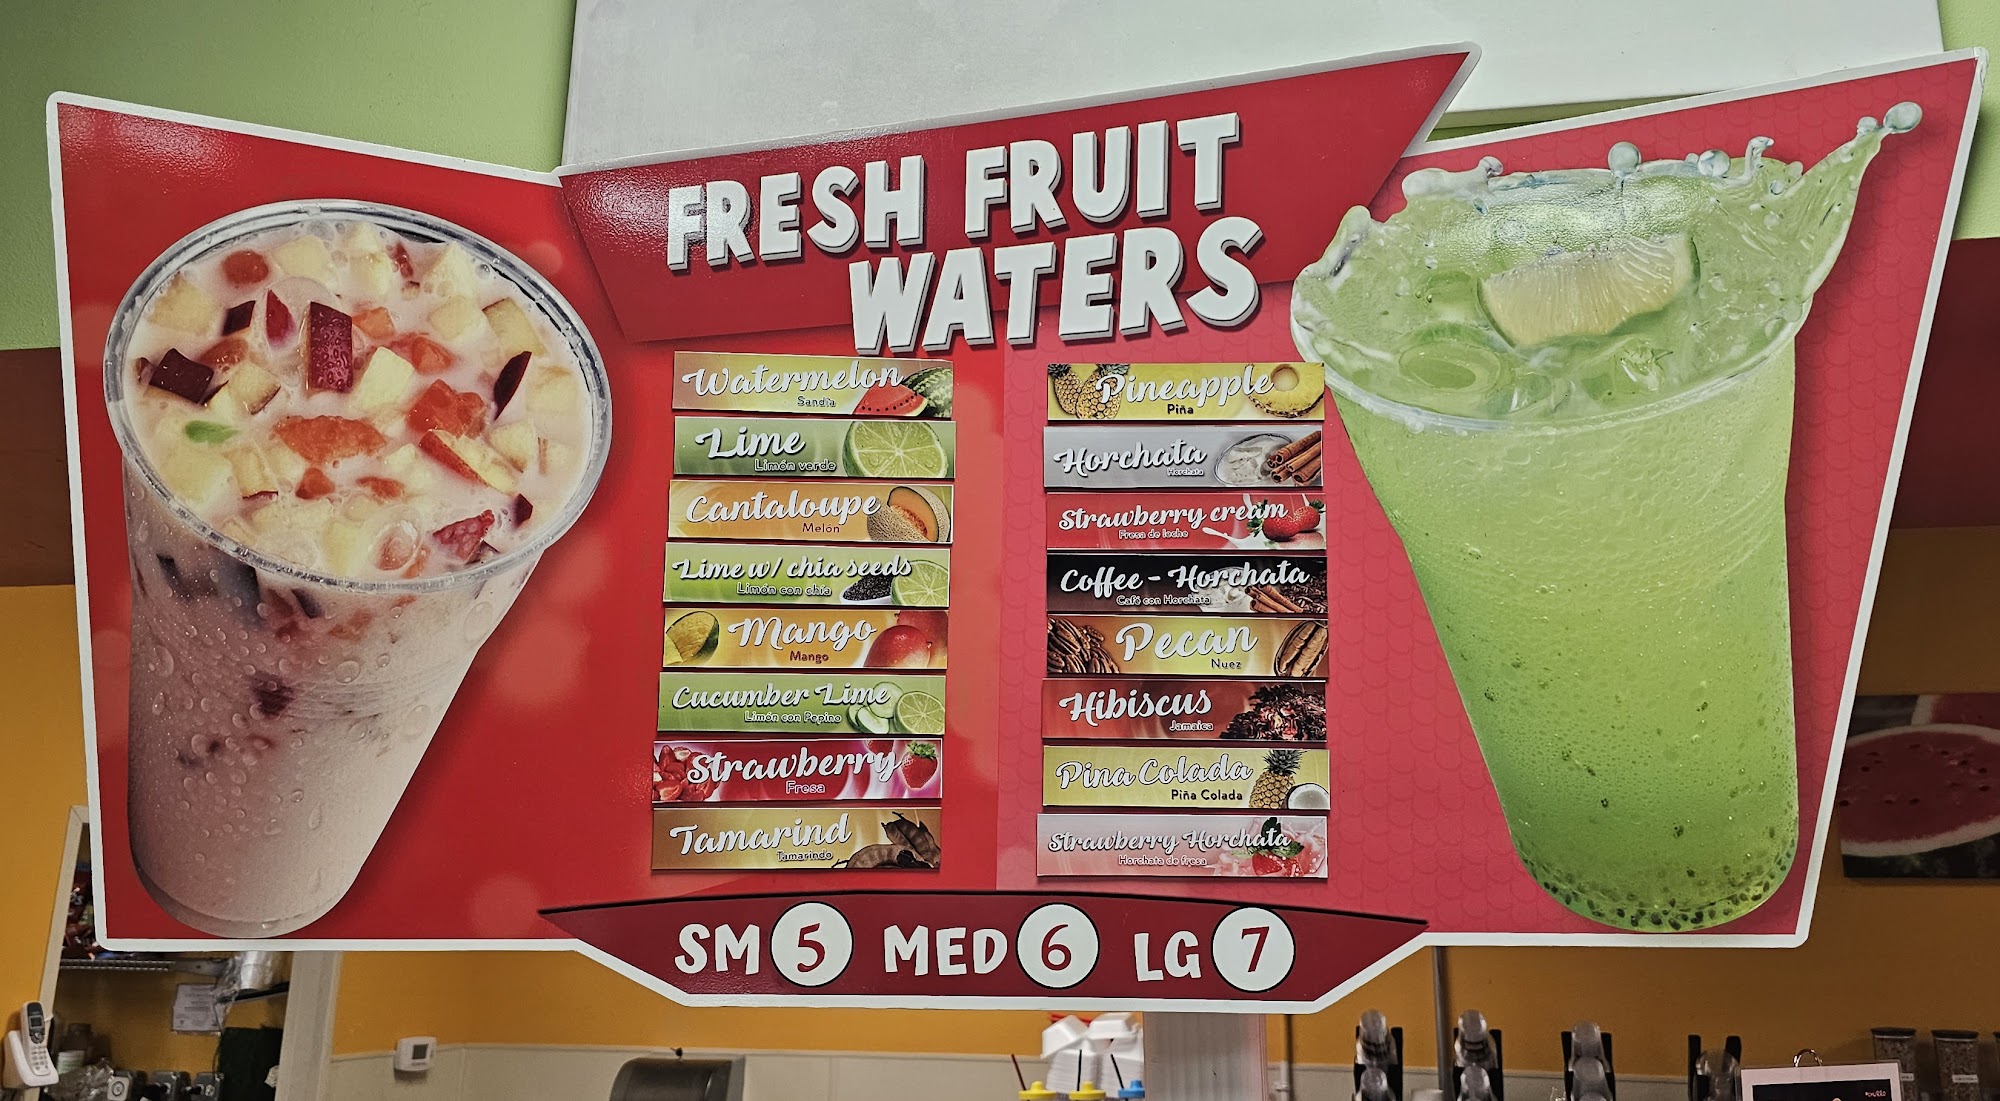 FRESH FRUIT
WATERS
Watermelon
Sandía
Lime
Limón verde
Cantaloupe
Melón
Lime w/ chia seeds
Limón con chía
Mango
Mango
Cucumber Lime
Limón con Pepino
Strawberry
Fresa
Tamarind
Tamarindo
Pineapple
Piña
Horchata
Horchata
Strawberry cream
Fresa de leche
Coffee - Horchata
Café con Horchata
Pecan
Nuez
Hibiscus
Jamaica
Pina Colada
Piña Colada
Strawberry Horchata
Horchata de fresa
SM 5 MED 6 LG 7